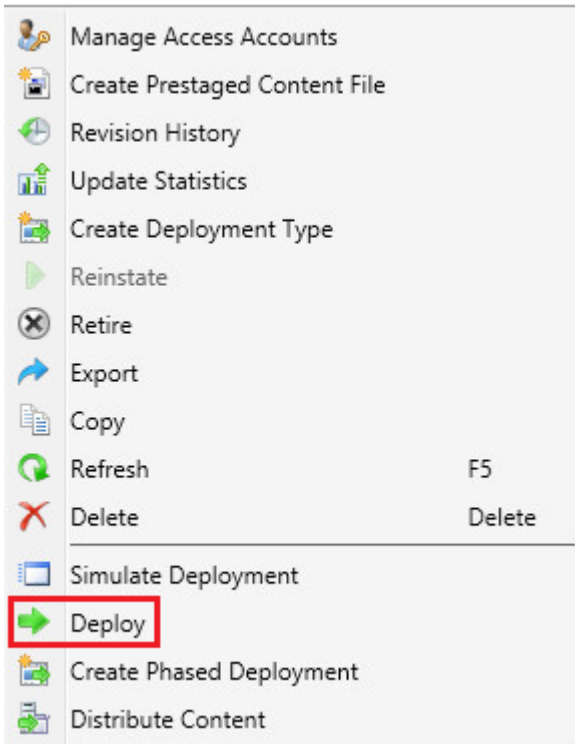 Manage Access Accounts
Create Prestaged Content File
Revision History
Update Statistics
Create Deployment Type
Reinstate
Retire
Export
Copy
Refresh F5
Delete Delete
Simulate Deployment
Deploy
Create Phased Deployment
Distribute Content